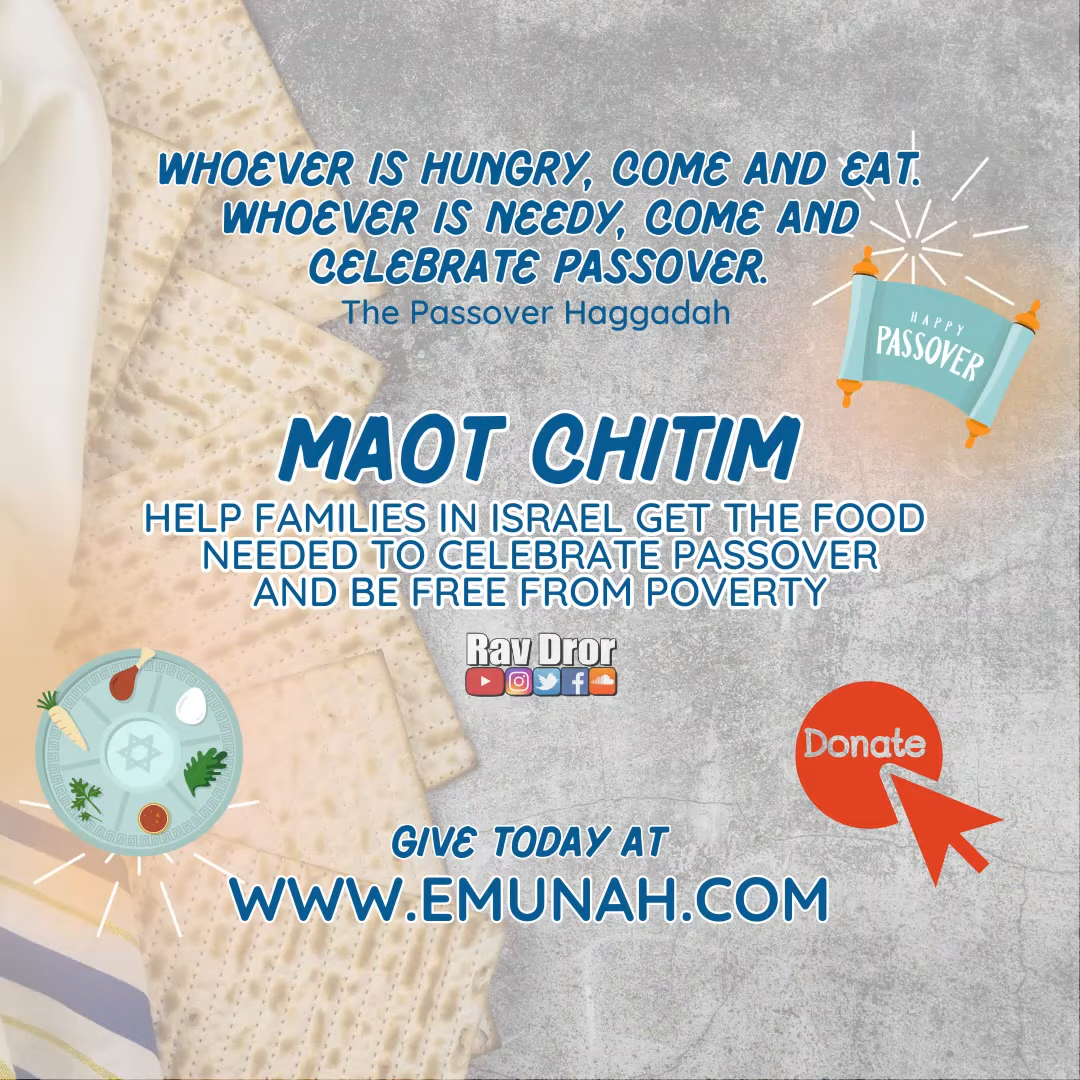 WHOEVER IS HUNGRY, COME AND EAT.
WHOEVER IS NEEDY, COME AND
CELEBRATE PASSOVER.
The Passover Haggadah
HAPPY
PASSOVER
MAOT CHITIM
HELP FAMILIES IN ISRAEL GET THE FOOD
NEEDED TO CELEBRATE PASSOVER
AND BE FREE FROM POVERTY
Rav Dror
Donate
GIVE TODAY AT
WWW.EMUNAH.COM